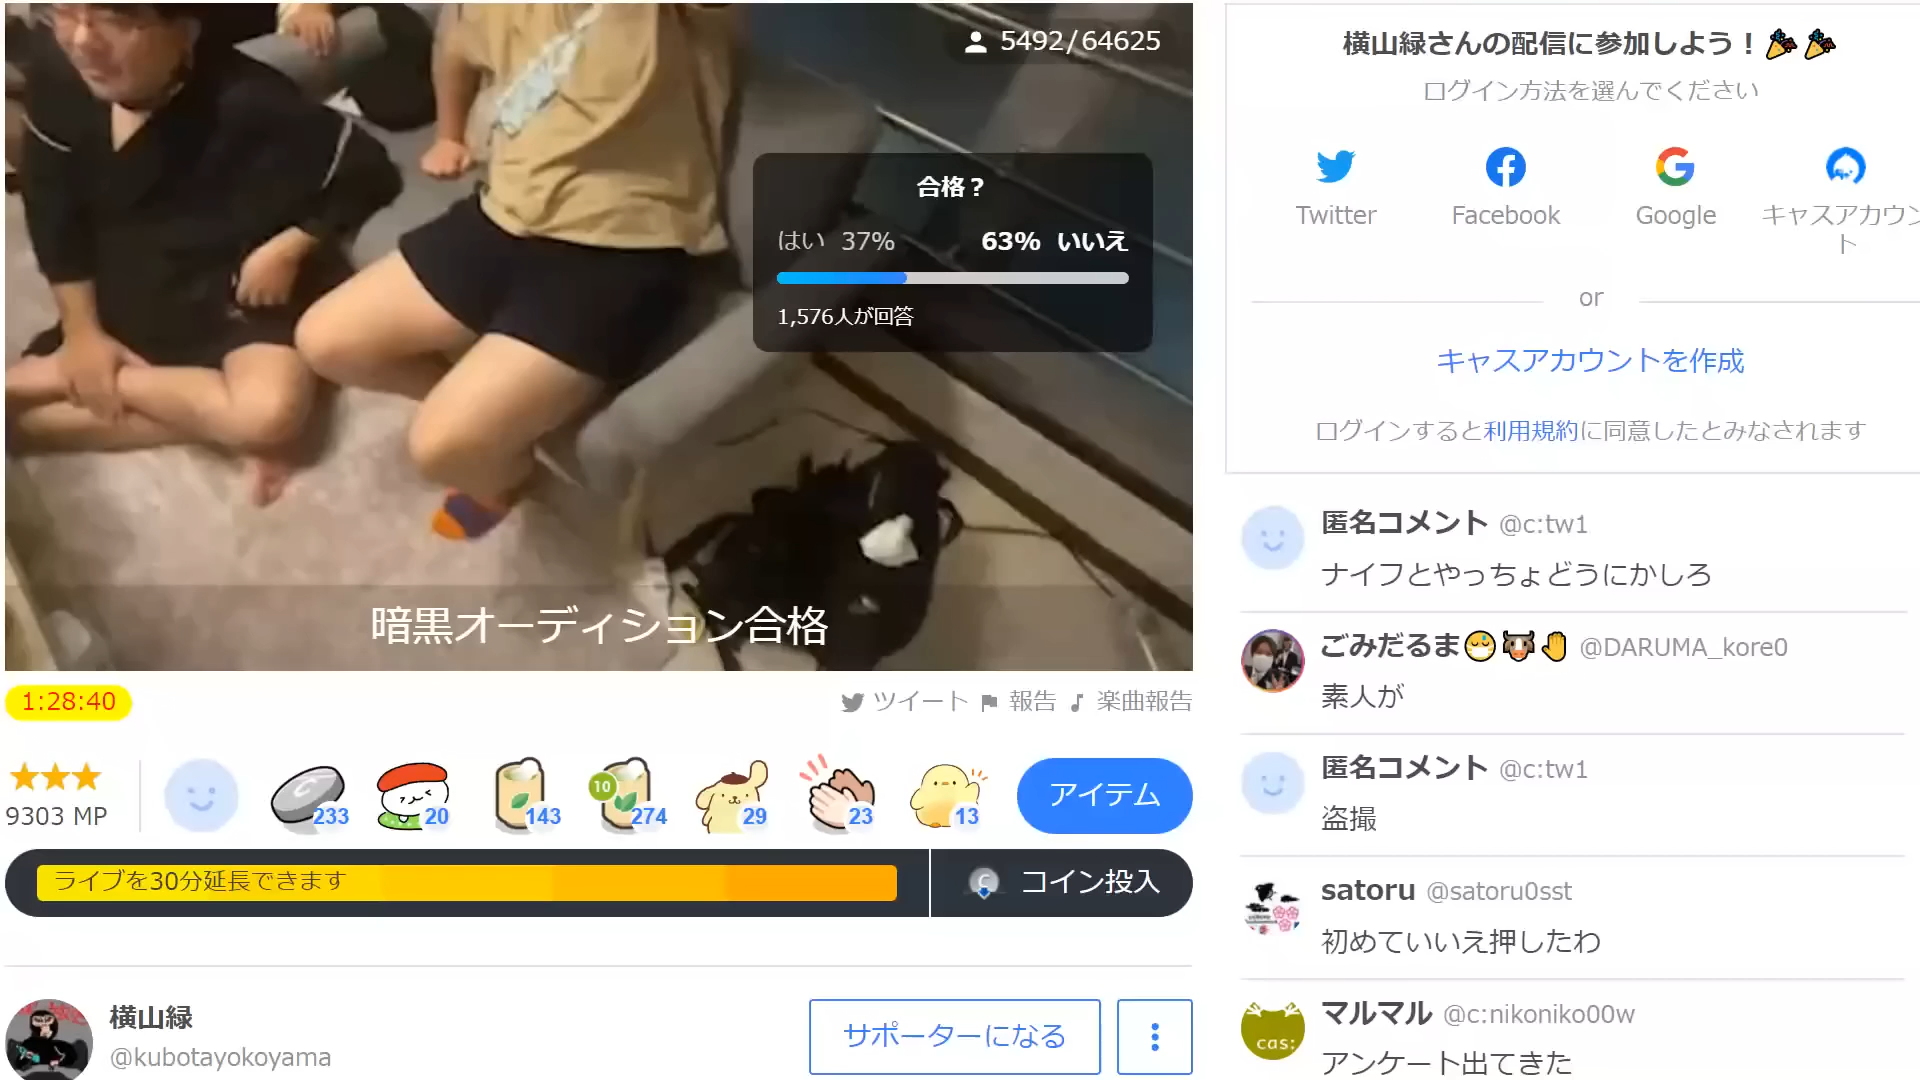 5492/64625
合格？
はい 37%
63% いいえ
1,576人が回答
暗黒オーディション合格
1:28:40
ツイート 報告 楽曲報告
9303 MP
233
20
143
10
274
29
23
13
アイテム
ライブを30分延長できます
コイン投入
横山緑
@kubotayokoyama
サポーターになる
横山緑さんの配信に参加しよう！
ログイン方法を選んでください
Twitter
Facebook
Google
キャスアカウン
ト
or
キャスアカウントを作成
ログインすると利用規約に同意したとみなされます
匿名コメント @c:tw1
ナイフとやっちょどうにかしろ
ごみだるま @DARUMA_kore0
素人が
匿名コメント @c:tw1
盗撮
satoru @satoru0sst
初めていいえ押したわ
マルマル @c:nikoniko00w
cas:
アンケート出てきた